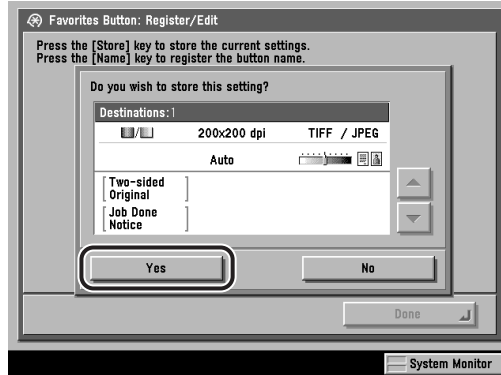 Favorites Button: Register/Edit
Press the [Store] key to store the current settings.
Press the [Name] key to register the button name.
Do you wish to store this setting?
Destinations:1
/ 200x200 dpi TIFF / JPEG
Auto
[Two-sided
Original]
[Job Done
Notice]
Yes No
Done
System Monitor